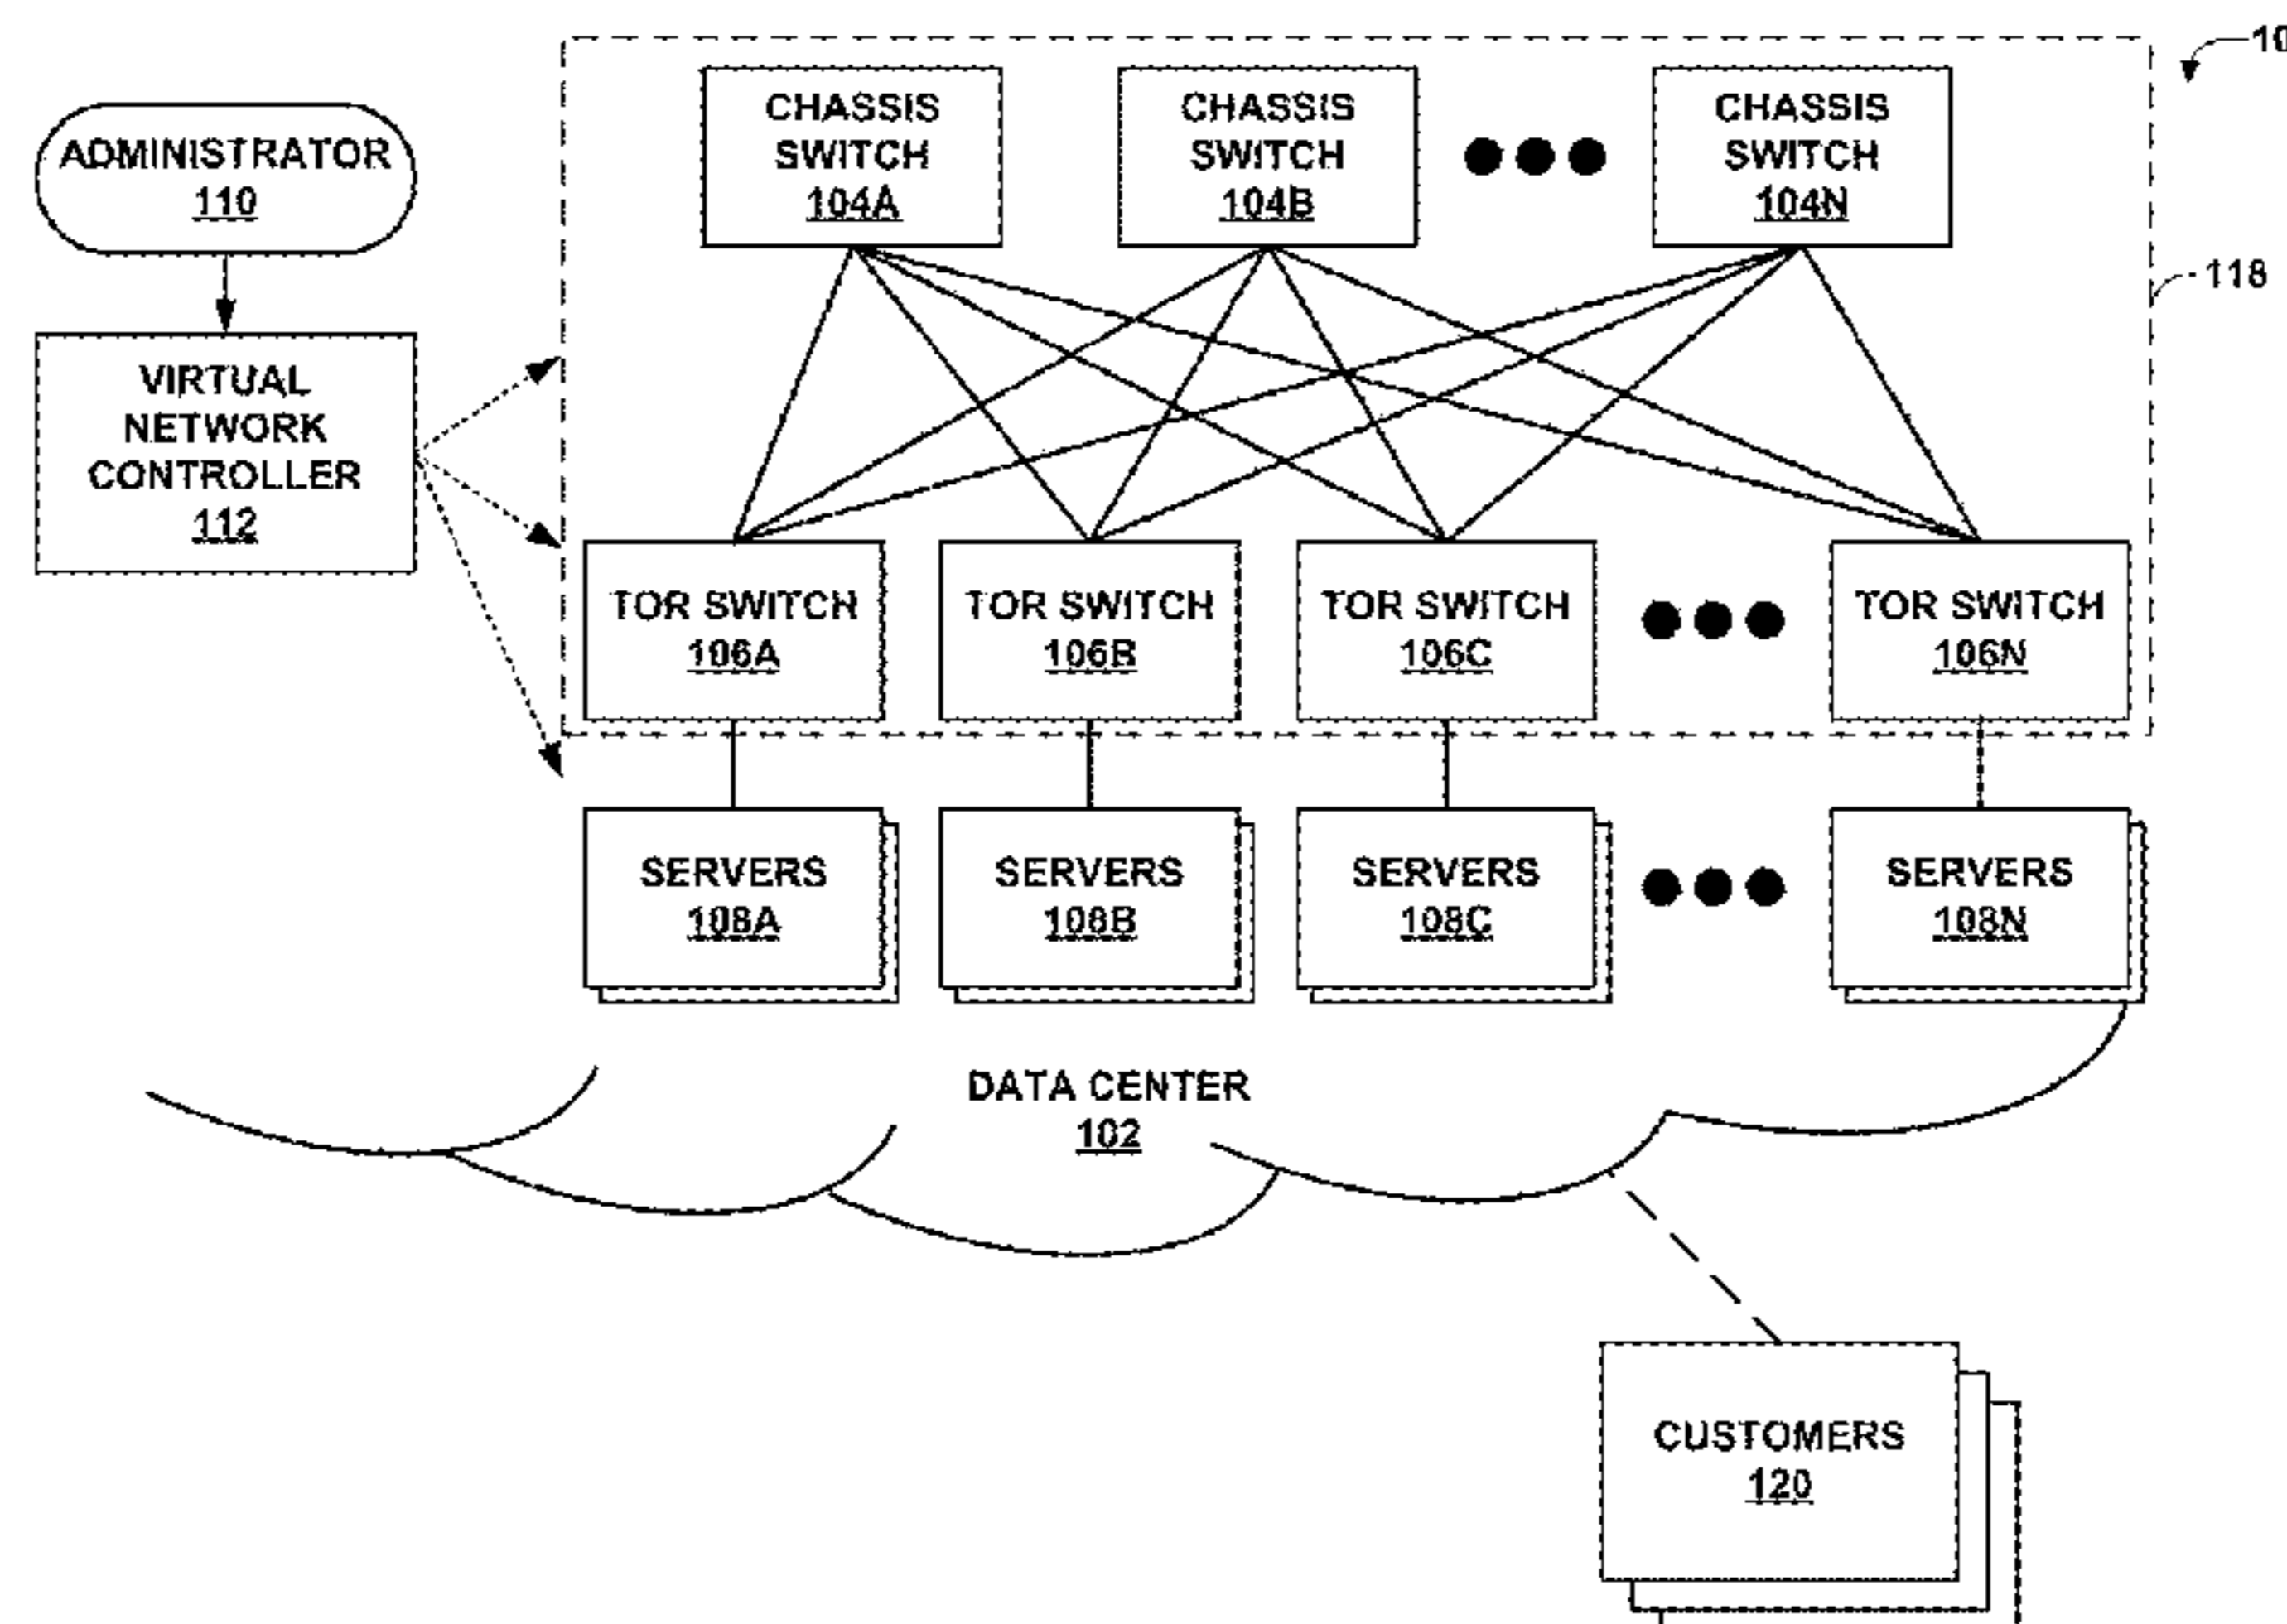 10
CHASSIS
SWITCH
104A
CHASSIS
SWITCH
104B
CHASSIS
SWITCH
104N
ADMINISTRATOR
110
118
VIRTUAL
NETWORK
CONTROLLER
112
TOR SWITCH
106A
TOR SWITCH
106B
TOR SWITCH
106C
TOR SWITCH
106N
SERVERS
108A
SERVERS
108B
SERVERS
108C
SERVERS
108N
DATA CENTER
102
CUSTOMERS
120